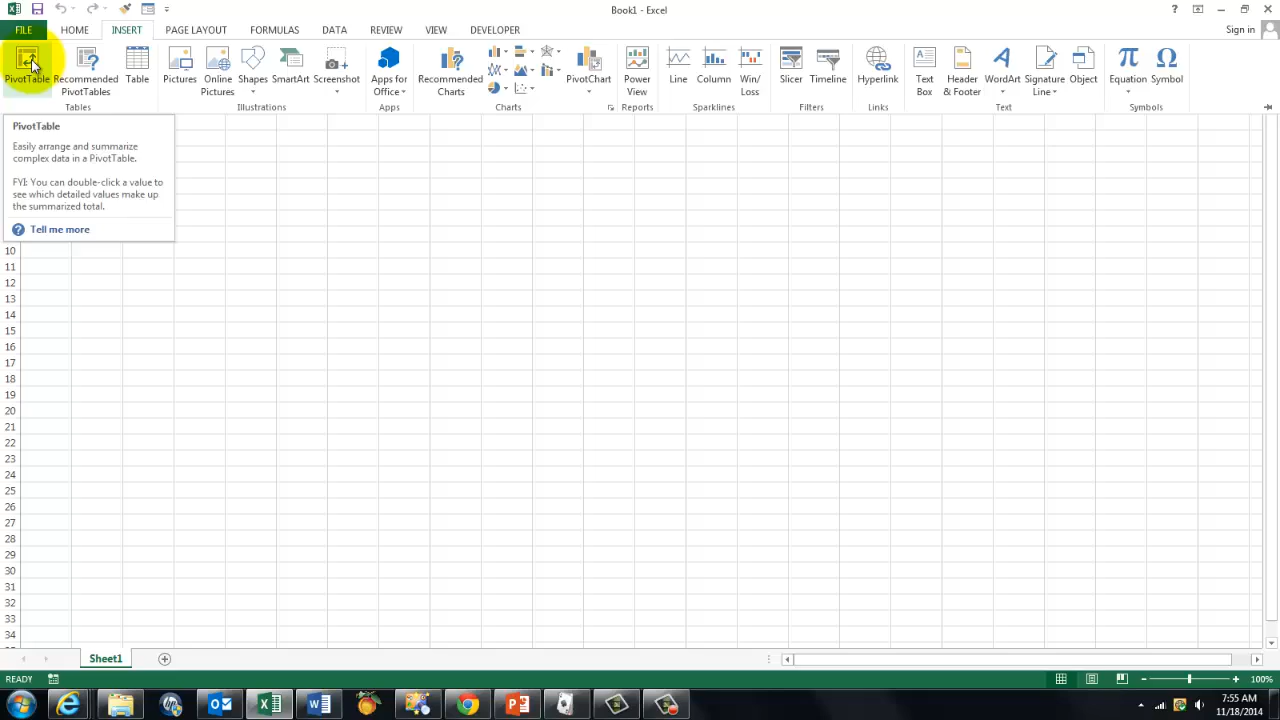 Book1 - Excel
FILE HOME INSERT PAGE LAYOUT FORMULAS DATA REVIEW VIEW DEVELOPER Sign in
PivotTable Recommended PivotTables Table Pictures Online Pictures Shapes SmartArt Screenshot Apps for Office Recommended Charts PivotChart Power View Line Column Win/Loss Slicer Timeline Hyperlink Text Box Header & Footer WordArt Signature Line Object Equation Symbol
Tables Illustrations Apps Charts Reports Sparklines Filters Links Text Symbols
PivotTable
Easily arrange and summarize
complex data in a PivotTable.
FYI: You can double-click a value to
see which detailed values make up
the summarized total.
? Tell me more
10
11
12
13
14
15
16
17
18
19
20
21
22
23
24
25
26
27
28
29
30
31
32
33
34
Sheet1
READY 100%
7:55 AM
11/18/2014